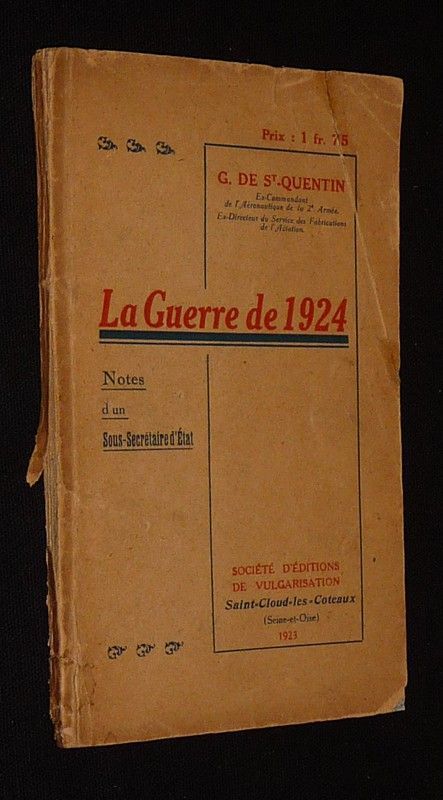 Prix : 1 fr. 75
G. DE Sᵀ-QUENTIN
Ex-Commandant
de l'Aéronautique de la 2ᵉ Armée.
Ex-Directeur du Service des Fabrications
de l'Aviation.
La Guerre de 1924
Notes
d'un
Sous-Secrétaire d'État
SOCIÉTÉ D'ÉDITIONS
DE VULGARISATION
Saint-Cloud-les-Coteaux
(Seine-et-Oise)
1923